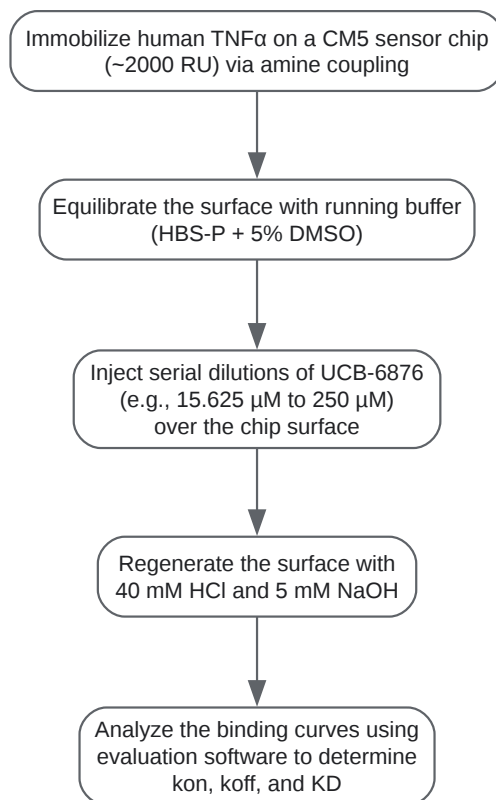 Immobilize human TNFα on a CM5 sensor chip
(~2000 RU) via amine coupling
Equilibrate the surface with running buffer
(HBS-P + 5% DMSO)
Inject serial dilutions of UCB-6876
(e.g., 15.625 µM to 250 µM)
over the chip surface
Regenerate the surface with
40 mM HCl and 5 mM NaOH
Analyze the binding curves using
evaluation software to determine
kon, koff, and KD